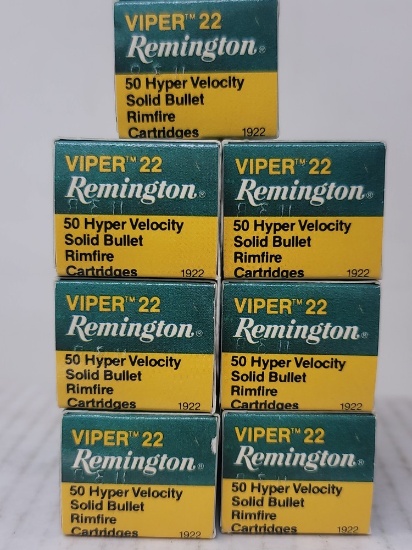 VIPER™ 22
Remington®
50 Hyper Velocity
Solid Bullet
Rimfire
Cartridges 1922
VIPER™ 22
Remington®
50 Hyper Velocity
Solid Bullet
Rimfire
Cartridges 1922
VIPER™ 22
Remington®
50 Hyper Velocity
Solid Bullet
Rimfire
Cartridges 1922
VIPER™ 22
Remington®
50 Hyper Velocity
Solid Bullet
Rimfire
Cartridges 1922
VIPER™ 22
Remington®
50 Hyper Velocity
Solid Bullet
Rimfire
Cartridges 1922
VIPER™ 22
Remington®
50 Hyper Velocity
Solid Bullet
Rimfire
Cartridges 1922
VIPER™ 22
Remington®
50 Hyper Velocity
Solid Bullet
Rimfire
Cartridges 1922